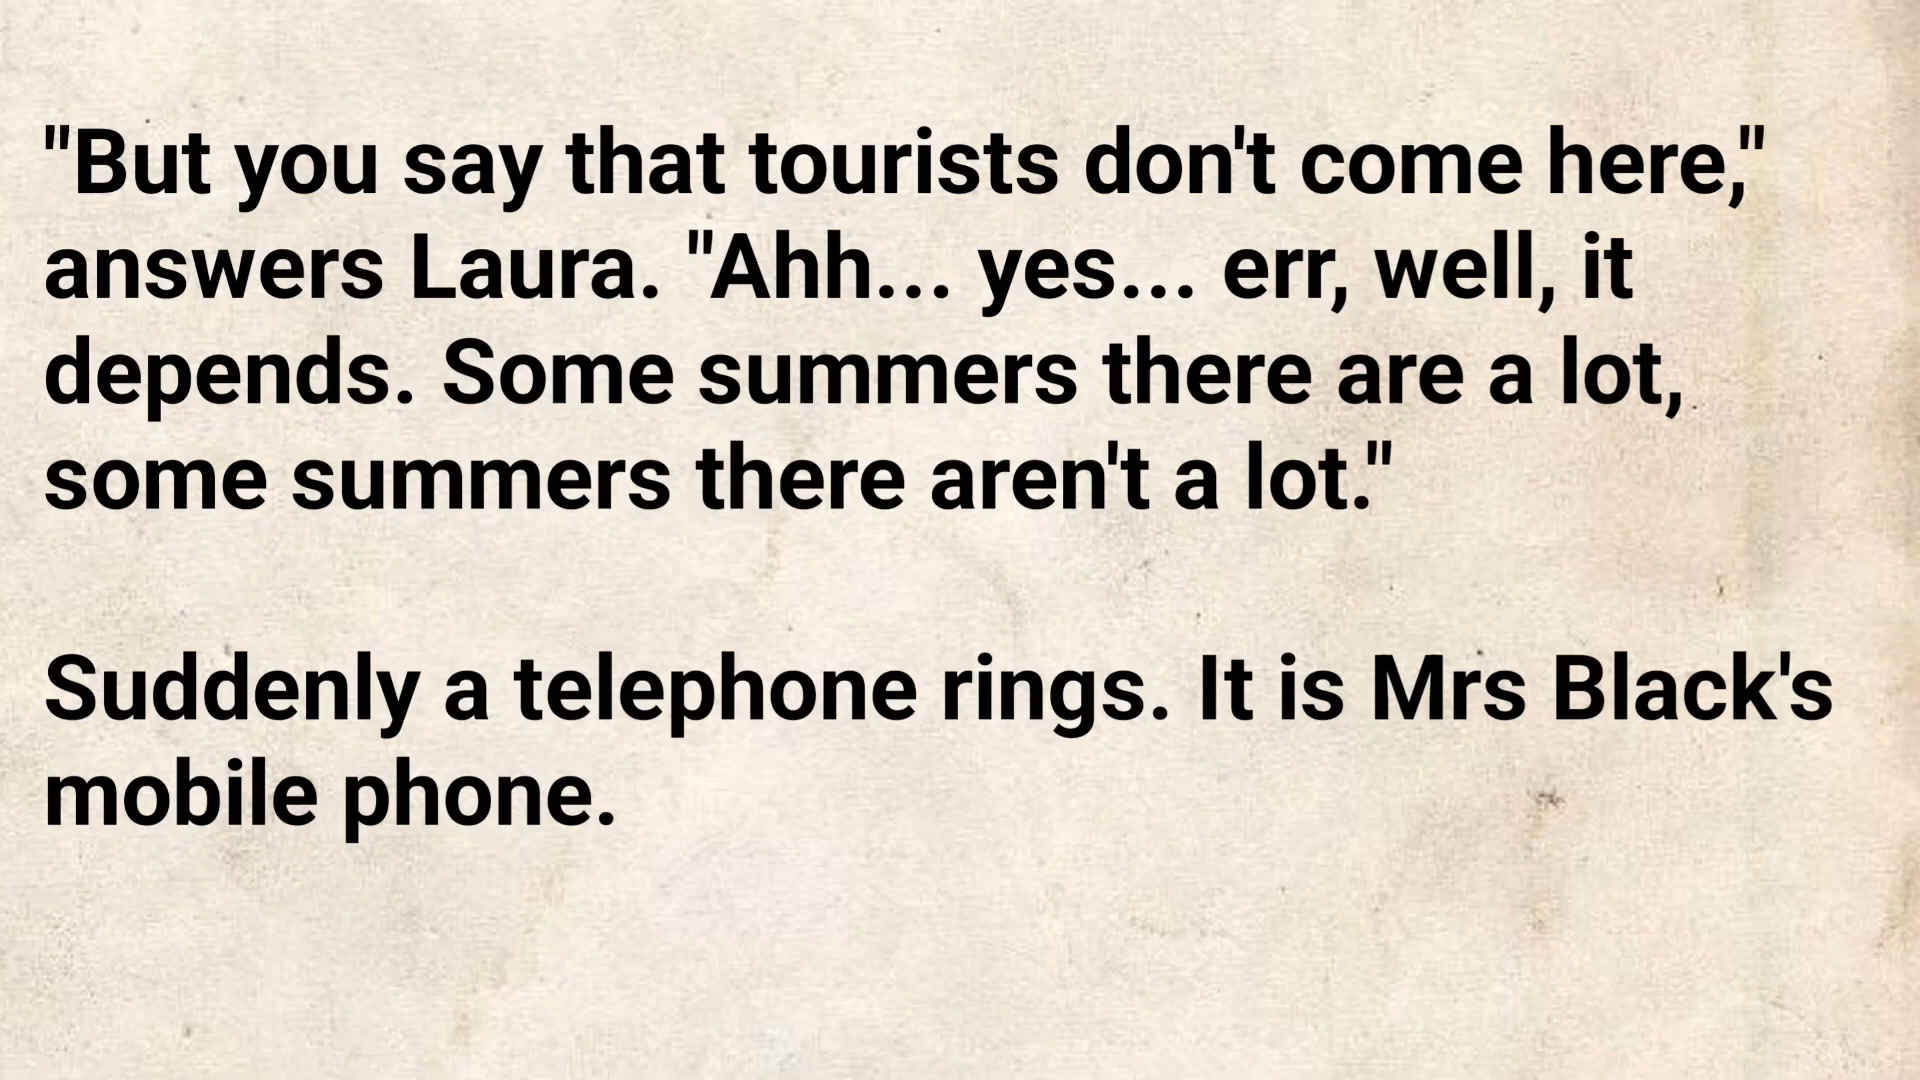 "But you say that tourists don't come here,"
answers Laura. "Ahh... yes... err, well, it
depends. Some summers there are a lot,
some summers there aren't a lot."
Suddenly a telephone rings. It is Mrs Black's
mobile phone.